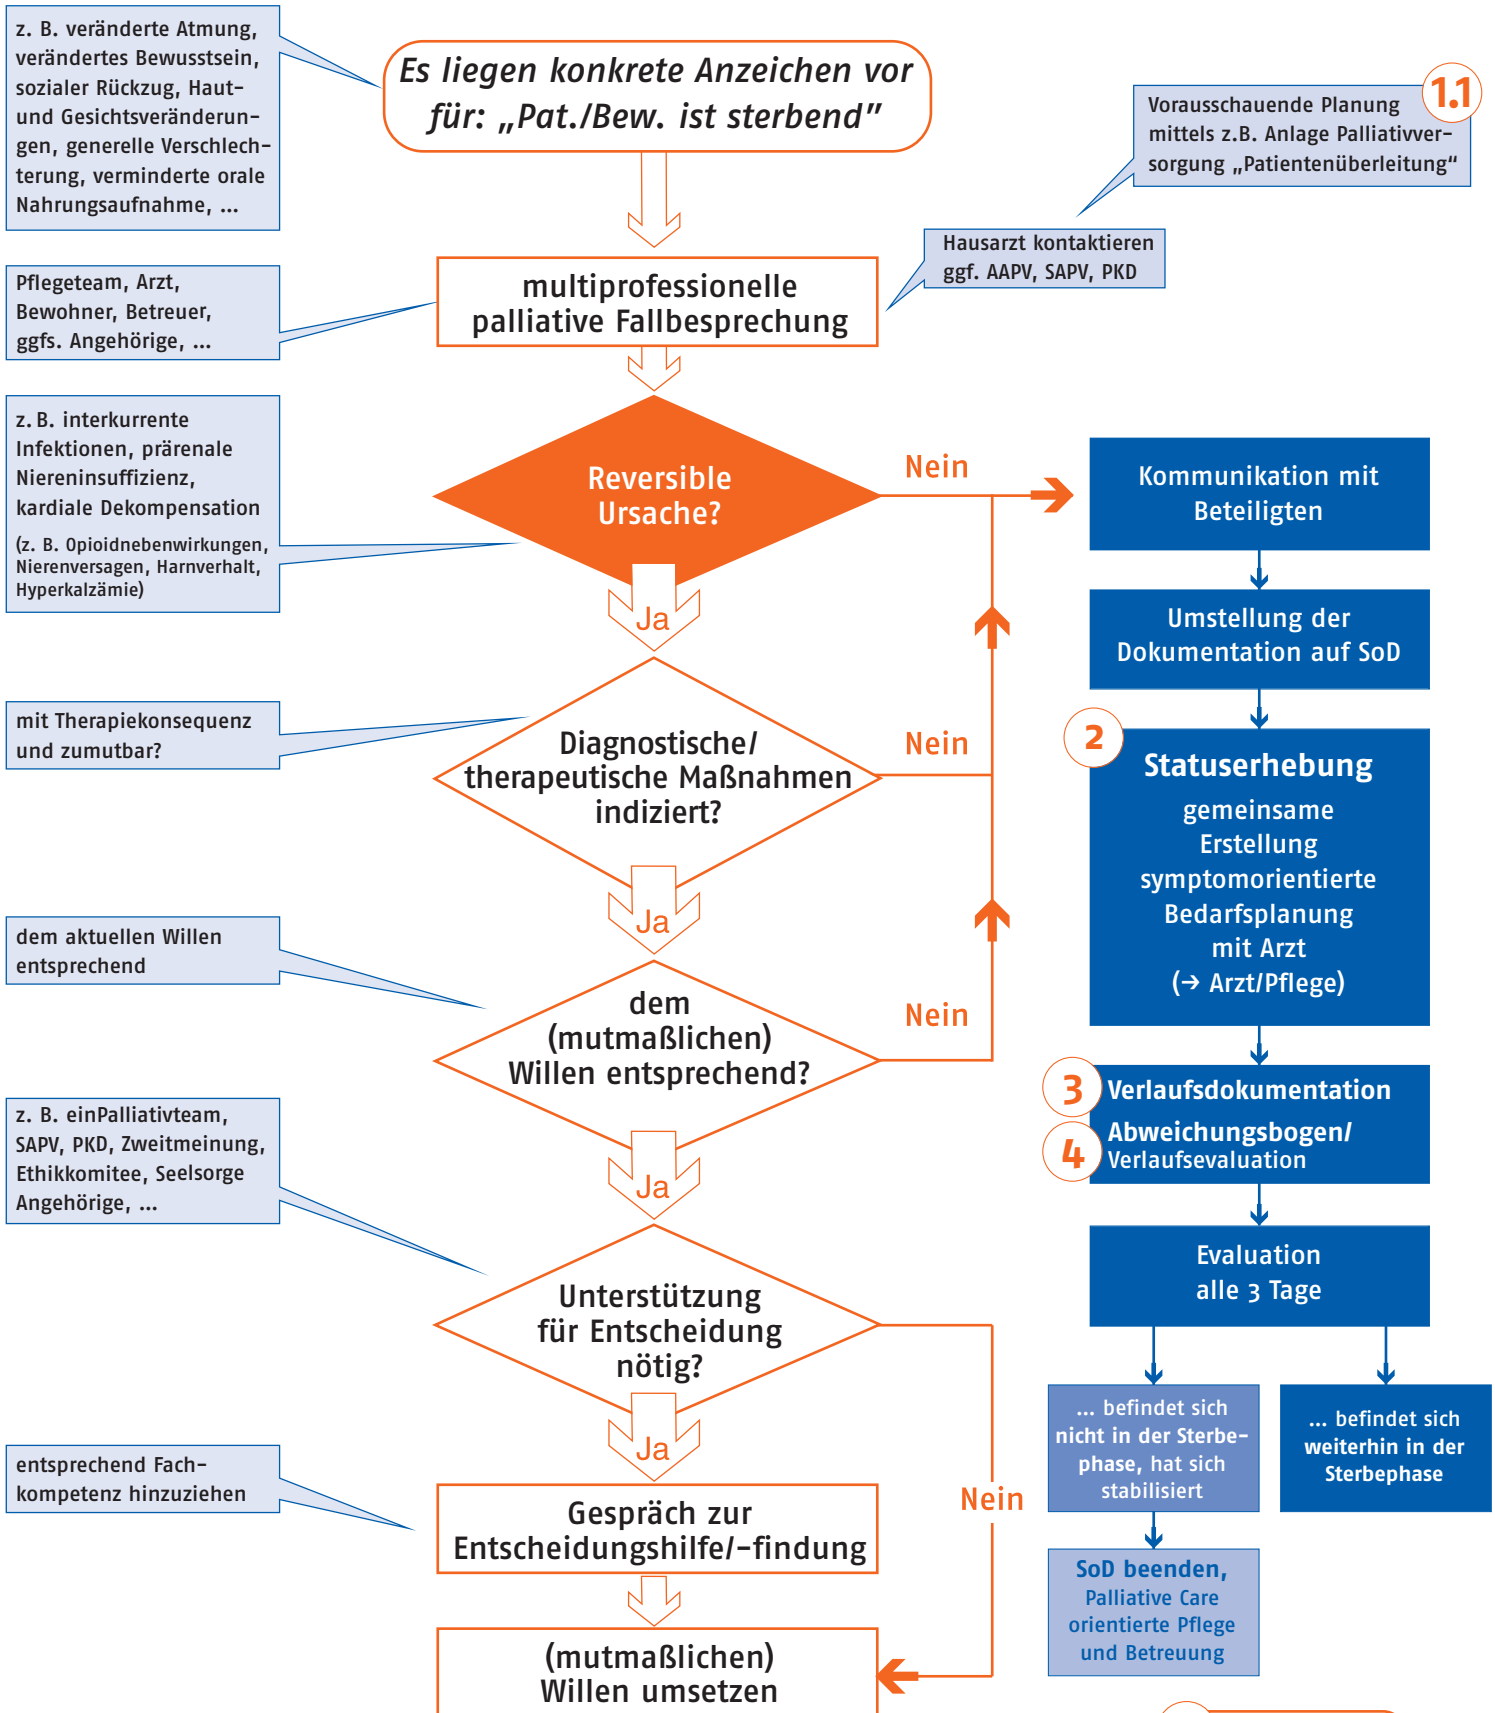 z. B. veränderte Atmung,
verändertes Bewusstsein,
sozialer Rückzug, Haut-
und Gesichtsveränderun-
gen, generelle Verschlech-
terung, verminderte orale
Nahrungsaufnahme, ...
Es liegen konkrete Anzeichen vor
für: „Pat./Bew. ist sterbend”
1.1
Vorausschauende Planung
mittels z.B. Anlage Palliativver-
sorgung „Patientenüberleitung“
Hausarzt kontaktieren
ggf. AAPV, SAPV, PKD
Pflegeteam, Arzt,
Bewohner, Betreuer,
ggfs. Angehörige, ...
multiprofessionelle
palliative Fallbesprechung
z. B. interkurrente
Infektionen, prärenale
Niereninsuffizienz,
kardiale Dekompensation
(z. B. Opioidnebenwirkungen,
Nierenversagen, Harnverhalt,
Hyperkalzämie)
Reversible
Ursache?
Nein
Ja
mit Therapiekonsequenz
und zumutbar?
Diagnostische/
therapeutische Maßnahmen
indiziert?
Nein
Ja
dem aktuellen Willen
entsprechend
dem
(mutmaßlichen)
Willen entsprechend?
Nein
Ja
z. B. einPalliativteam,
SAPV, PKD, Zweitmeinung,
Ethikkomitee, Seelsorge
Angehörige, ...
Unterstützung
für Entscheidung
nötig?
Ja
Nein
entsprechend Fach-
kompetenz hinzuziehen
Gespräch zur
Entscheidungshilfe/-findung
(mutmaßlichen)
Willen umsetzen
Kommunikation mit
Beteiligten
Umstellung der
Dokumentation auf SoD
2
Statuserhebung
gemeinsame
Erstellung
symptomorientierte
Bedarfsplanung
mit Arzt
(→ Arzt/Pflege)
3
Verlaufsdokumentation
4
Abweichungsbogen/
Verlaufsevaluation
Evaluation
alle 3 Tage
... befindet sich
nicht in der Sterbe-
phase, hat sich
stabilisiert
... befindet sich
weiterhin in der
Sterbephase
SoD beenden,
Palliative Care
orientierte Pflege
und Betreuung